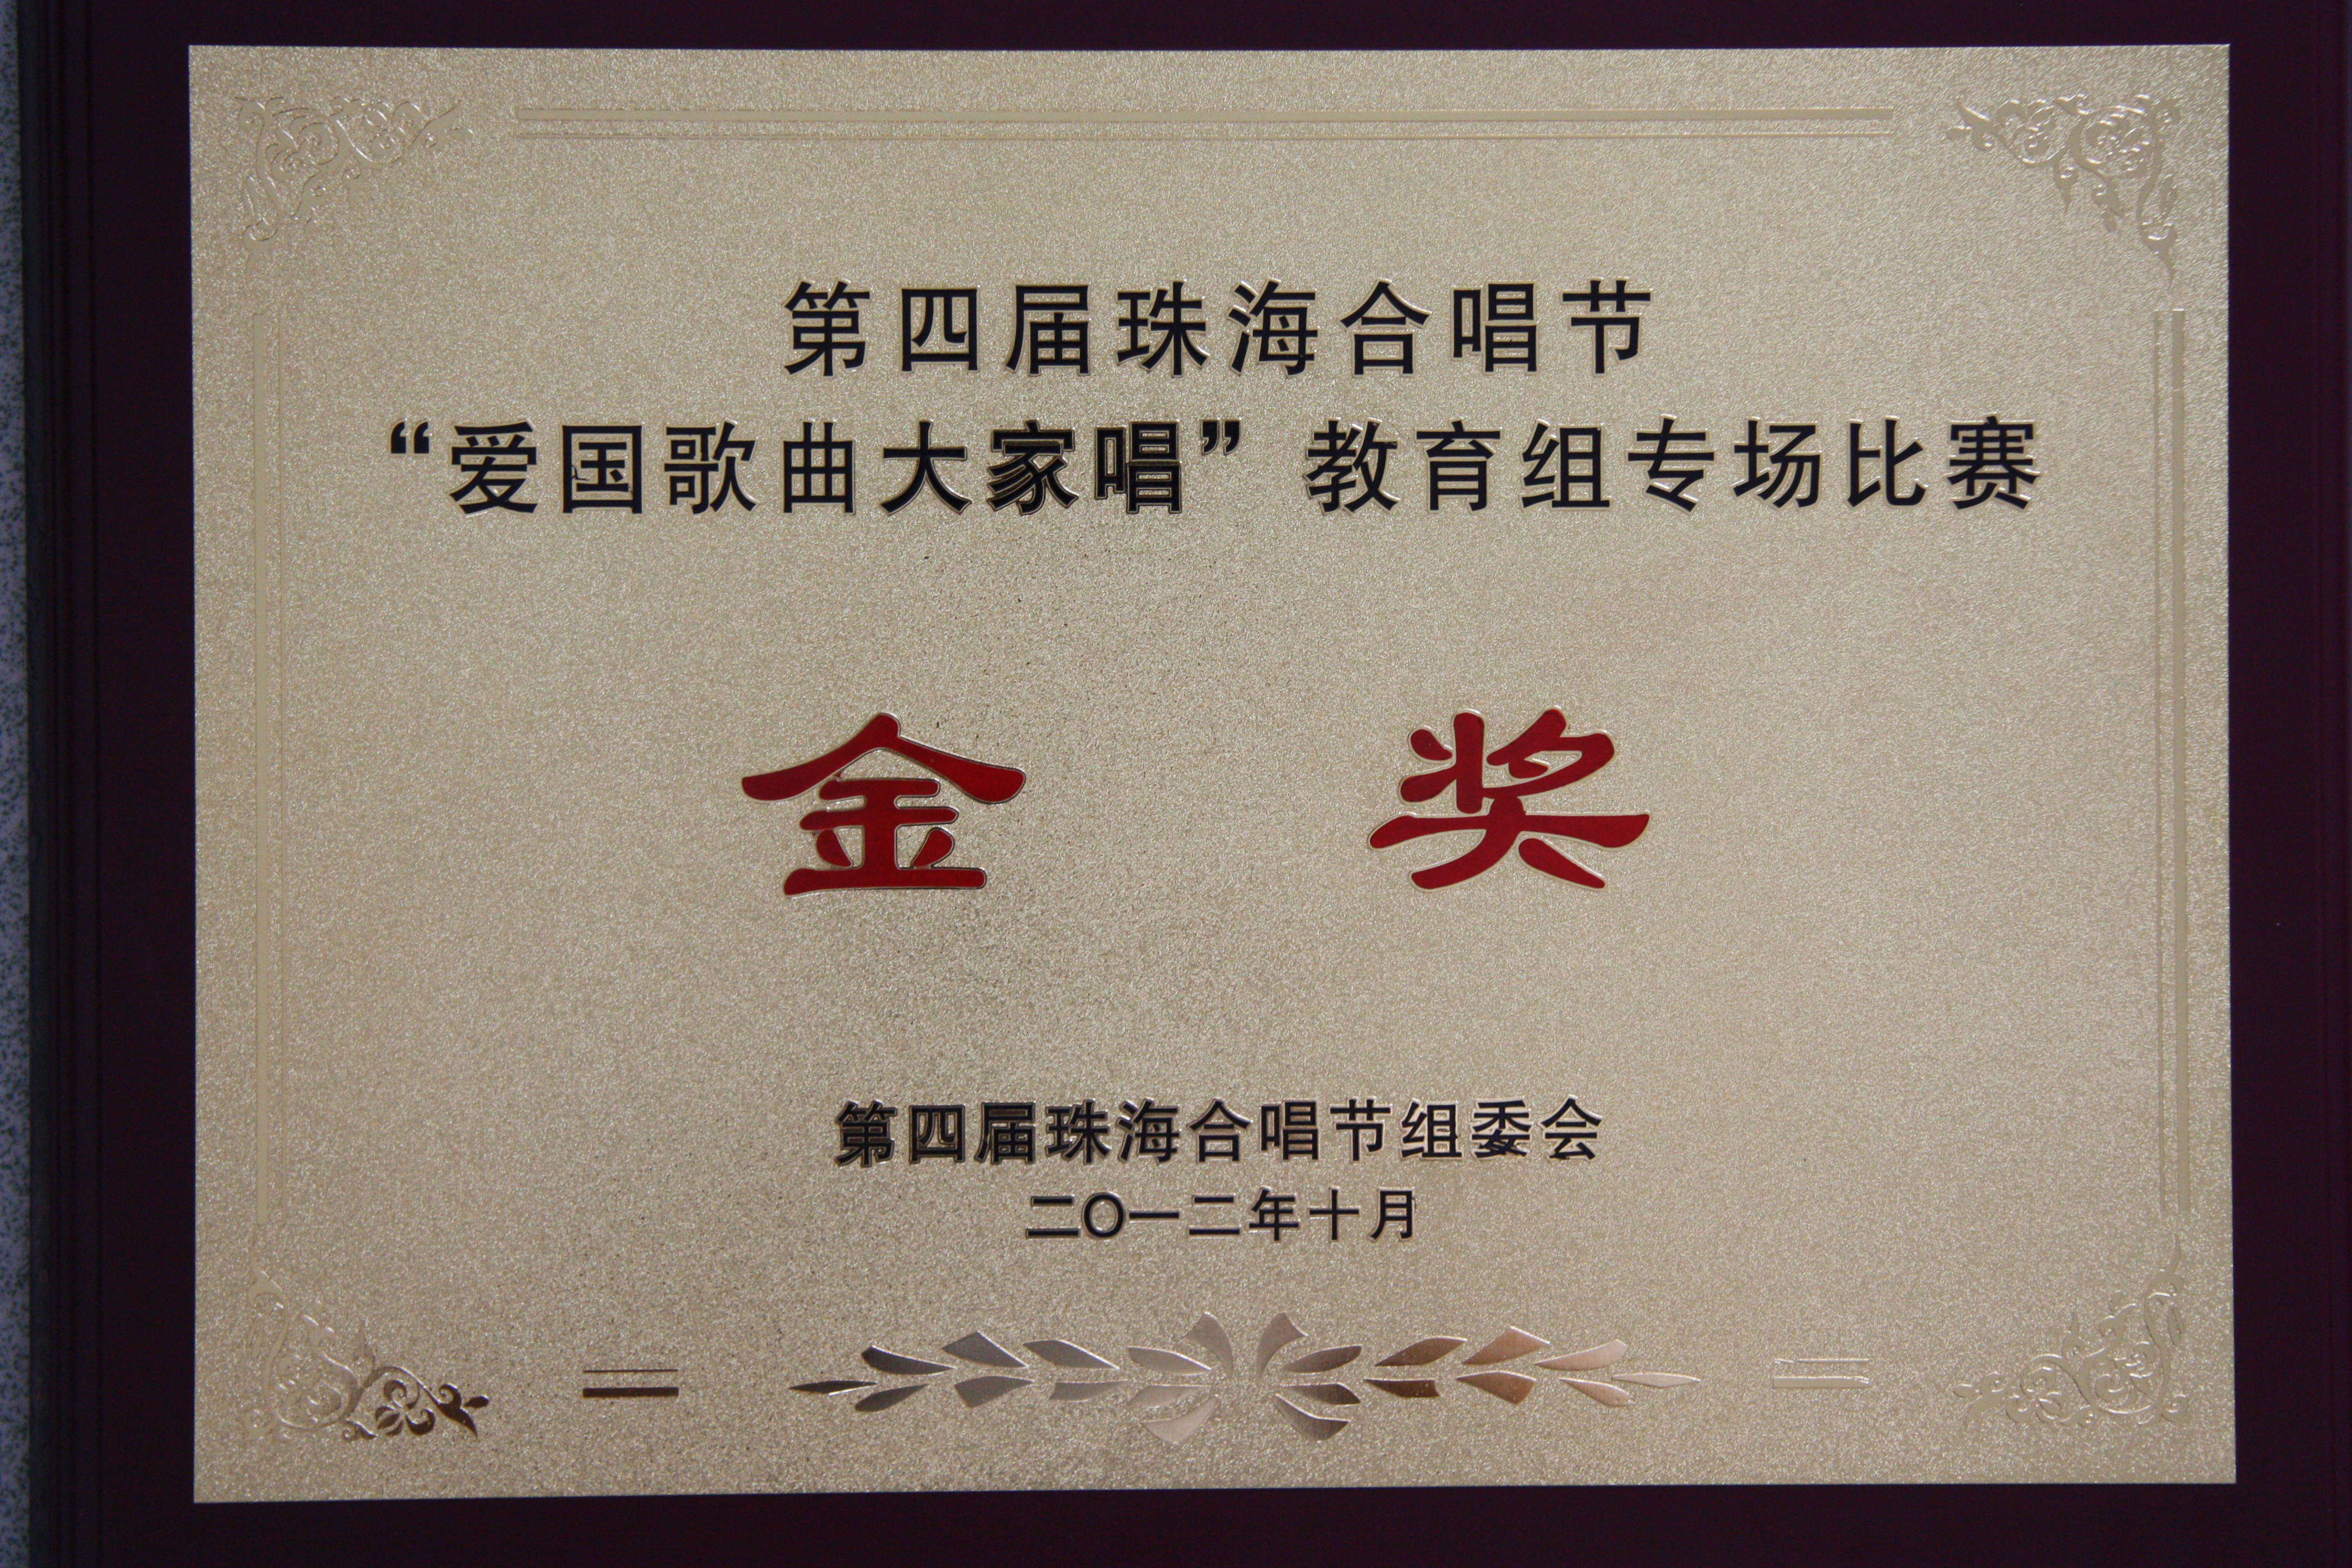 第四届珠海合唱节
“爱国歌曲大家唱”教育组专场比赛
金 奖
第四届珠海合唱节组委会
二〇一二年十月